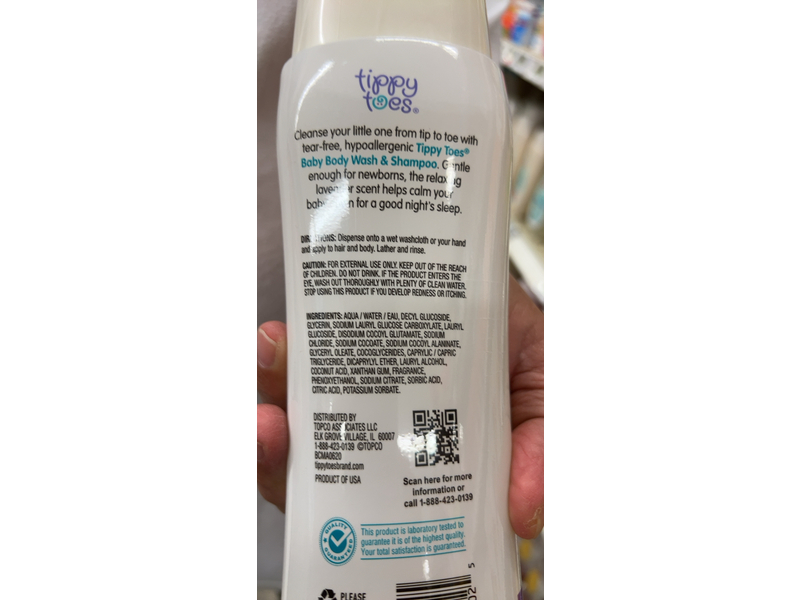 tippy
toes®
Cleanse your little one from tip to toe with
tear-free, hypoallergenic Tippy Toes®
Baby Body Wash & Shampoo. Gentle
enough for newborns, the relaxing
lavender scent helps calm your
baby down for a good night's sleep.
DIRECTIONS: Dispense onto a wet washcloth or your hand
and apply to hair and body. Lather and rinse.
CAUTION: FOR EXTERNAL USE ONLY. KEEP OUT OF THE REACH
OF CHILDREN. DO NOT DRINK. IF THE PRODUCT ENTERS THE
EYE, WASH OUT THOROUGHLY WITH PLENTY OF CLEAN WATER.
STOP USING THIS PRODUCT IF YOU DEVELOP REDNESS OR ITCHING.
INGREDIENTS: AQUA / WATER / EAU, DECYL GLUCOSIDE,
GLYCERIN, SODIUM LAURYL GLUCOSE CARBOXYLATE, LAURYL
GLUCOSIDE, DISODIUM COCOYL GLUTAMATE, SODIUM
CHLORIDE, SODIUM COCOATE, SODIUM COCOYL ALANINATE,
GLYCERYL OLEATE, COCOGLYCERIDES, CAPRYLIC / CAPRIC
TRIGLYCERIDE, DICAPRYLYL ETHER, LAURYL ALCOHOL,
COCONUT ACID, XANTHAN GUM, FRAGRANCE,
PHENOXYETHANOL, SODIUM CITRATE, SORBIC ACID,
CITRIC ACID, POTASSIUM SORBATE.
DISTRIBUTED BY
TOPCO ASSOCIATES LLC
ELK GROVE VILLAGE, IL 60007
1-888-423-0139 ©TOPCO
BCMA0620
tippytoesbrand.com
PRODUCT OF USA
Scan here for more
information or
call 1-888-423-0139
QUALITY
GUARANTEED
This product is laboratory tested to
guarantee it is of the highest quality.
Your total satisfaction is guaranteed.
PLEASE
02 5